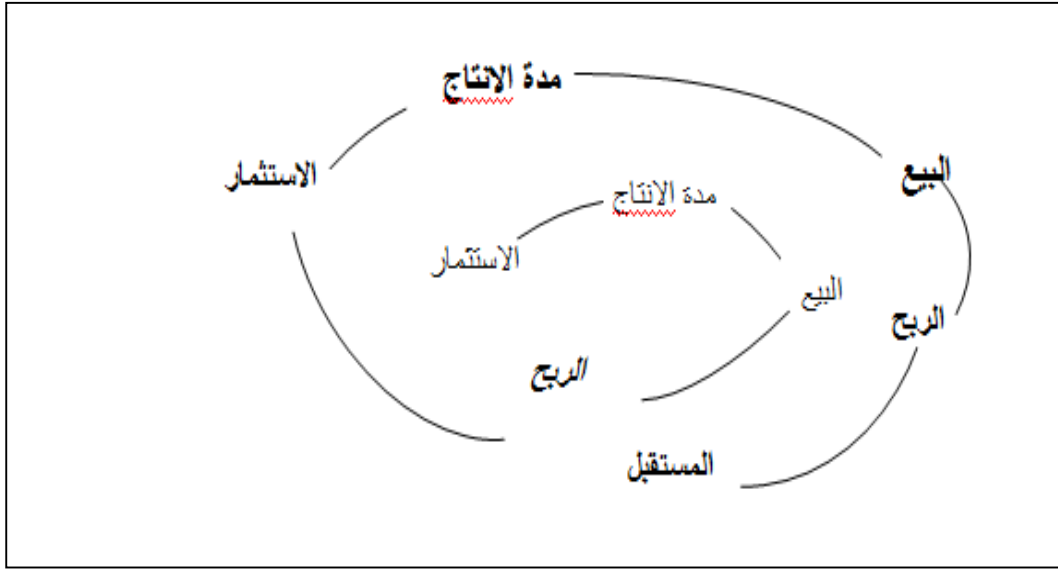 مدة الانتاج
الاستثمار
البيع
مدة الانتاج
الاستثمار
البيع
الربح
الربح
المستقبل